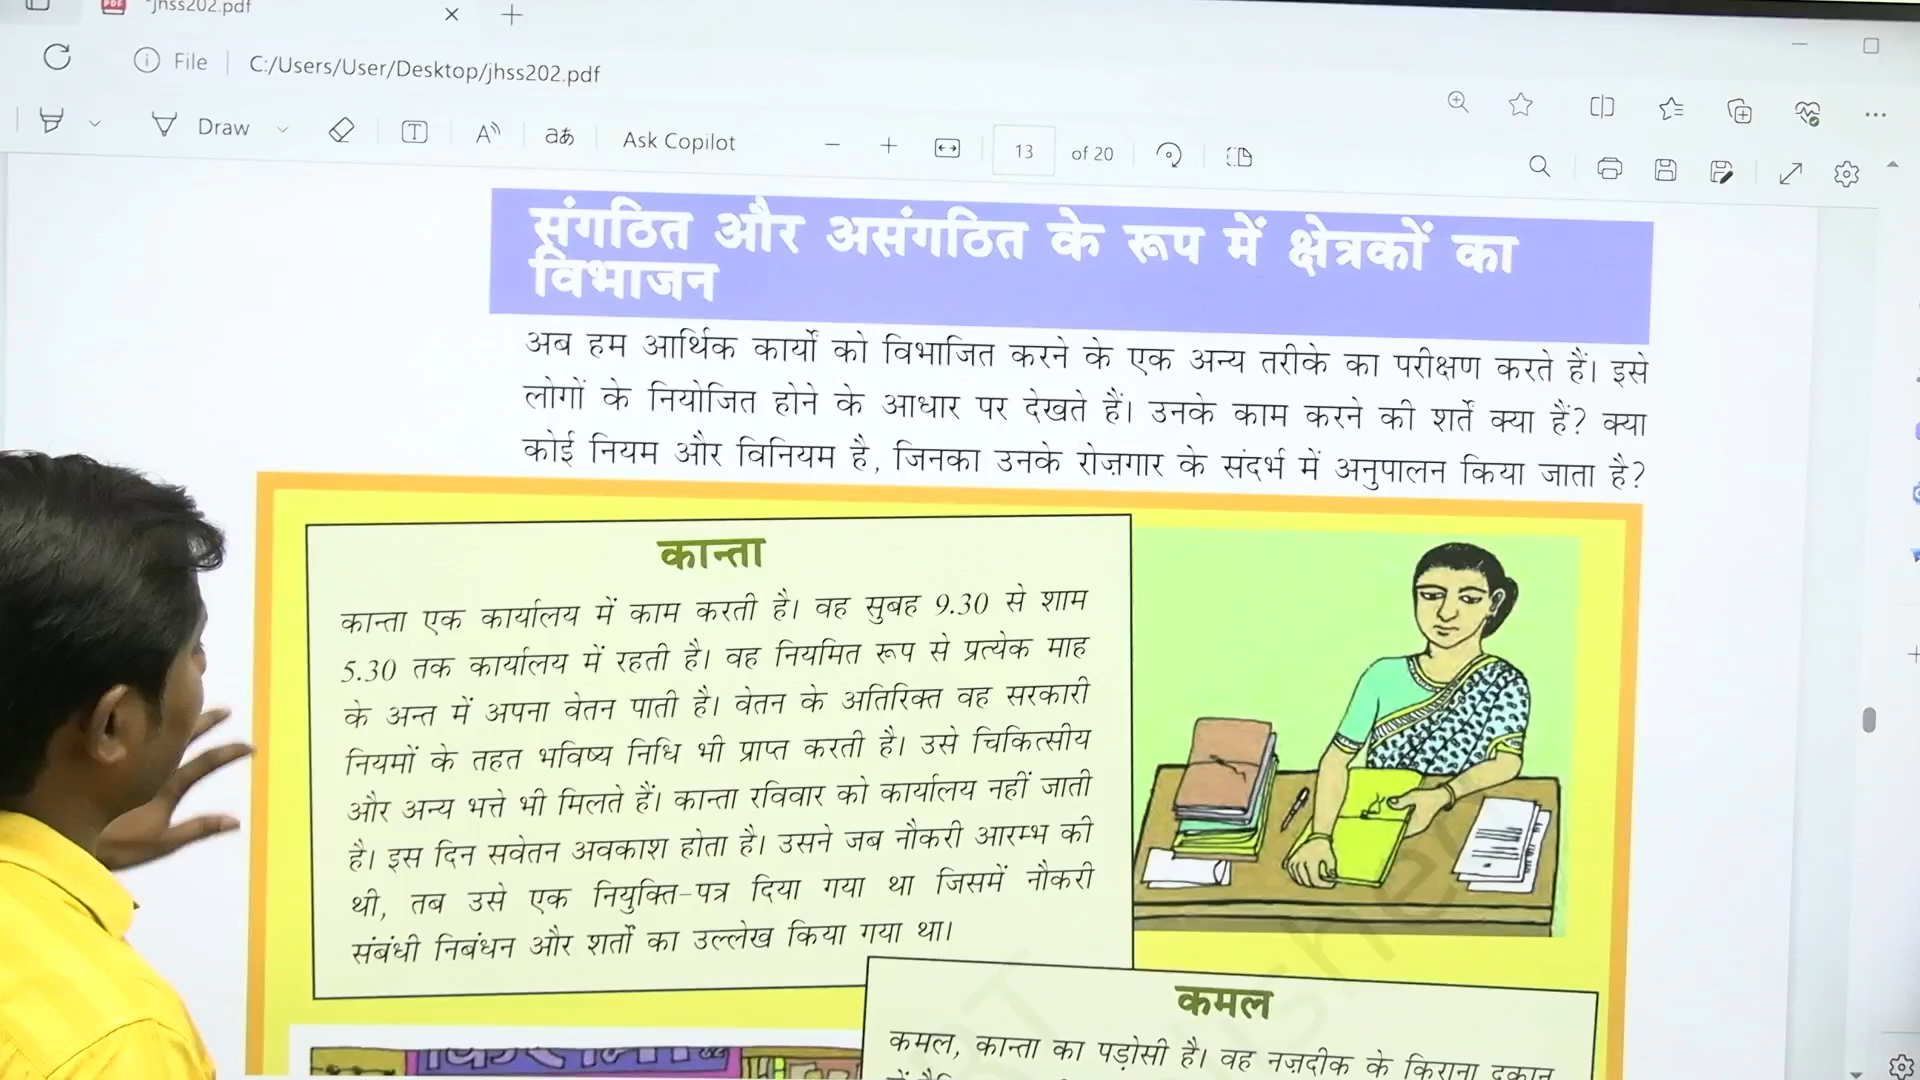 jhss202.pdf
File
C:/Users/User/Desktop/jhss202.pdf
Draw
Ask Copilot
13 of 20
संगठित और असंगठित के रूप में क्षेत्रकों का
विभाजन
अब हम आर्थिक कार्यों को विभाजित करने के एक अन्य तरीके का परीक्षण करते हैं। इसे
लोगों के नियोजित होने के आधार पर देखते हैं। उनके काम करने की शर्तें क्या हैं? क्या
कोई नियम और विनियम है, जिनका उनके रोज़गार के संदर्भ में अनुपालन किया जाता है?
कान्ता
कान्ता एक कार्यालय में काम करती है। वह सुबह 9.30 से शाम
5.30 तक कार्यालय में रहती है। वह नियमित रूप से प्रत्येक माह
के अन्त में अपना वेतन पाती है। वेतन के अतिरिक्त वह सरकारी
नियमों के तहत भविष्य निधि भी प्राप्त करती है। उसे चिकित्सीय
और अन्य भत्ते भी मिलते हैं। कान्ता रविवार को कार्यालय नहीं जाती
है। इस दिन सवेतन अवकाश होता है। उसने जब नौकरी आरम्भ की
थी, तब उसे एक नियुक्ति-पत्र दिया गया था जिसमें नौकरी
संबंधी निबंधन और शर्तों का उल्लेख किया गया था।
कमल
कमल, कान्ता का पड़ोसी है। वह नज़दीक के किराना दुकान